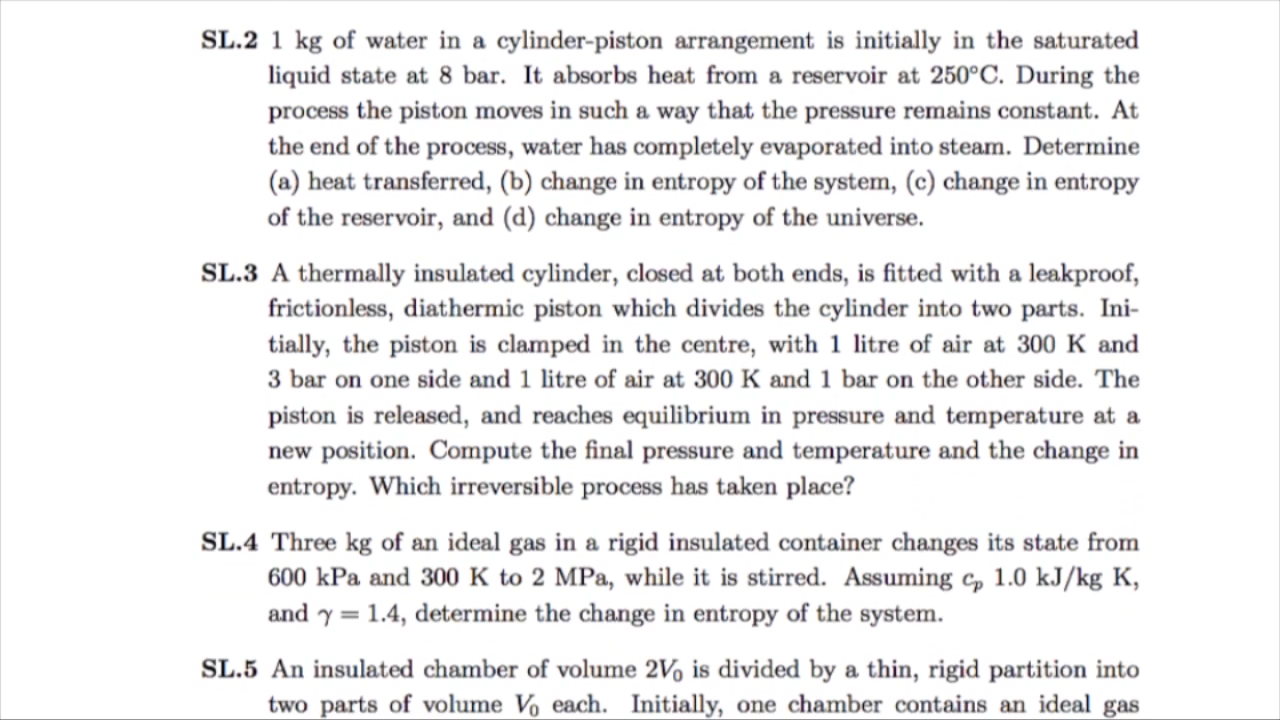 SL.2 1 kg of water in a cylinder-piston arrangement is initially in the saturated
liquid state at 8 bar. It absorbs heat from a reservoir at 250°C. During the
process the piston moves in such a way that the pressure remains constant. At
the end of the process, water has completely evaporated into steam. Determine
(a) heat transferred, (b) change in entropy of the system, (c) change in entropy
of the reservoir, and (d) change in entropy of the universe.
SL.3 A thermally insulated cylinder, closed at both ends, is fitted with a leakproof,
frictionless, diathermic piston which divides the cylinder into two parts. Ini-
tially, the piston is clamped in the centre, with 1 litre of air at 300 K and
3 bar on one side and 1 litre of air at 300 K and 1 bar on the other side. The
piston is released, and reaches equilibrium in pressure and temperature at a
new position. Compute the final pressure and temperature and the change in
entropy. Which irreversible process has taken place?
SL.4 Three kg of an ideal gas in a rigid insulated container changes its state from
600 kPa and 300 K to 2 MPa, while it is stirred. Assuming cₚ 1.0 kJ/kg K,
and γ = 1.4, determine the change in entropy of the system.
SL.5 An insulated chamber of volume 2V₀ is divided by a thin, rigid partition into
two parts of volume V₀ each. Initially, one chamber contains an ideal gas